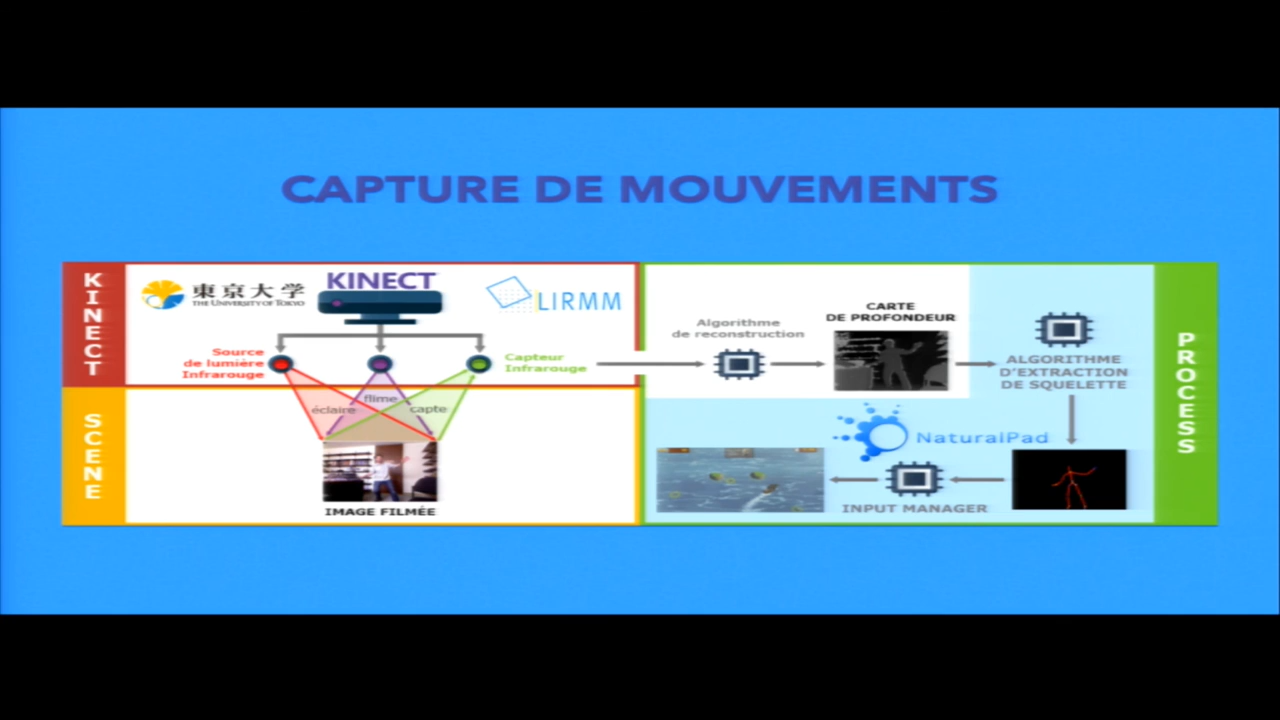 CAPTURE DE MOUVEMENTS
KINECT
東京大学
THE UNIVERSITY OF TOKYO
KINECT
LIRMM
Source
de lumière
Infrarouge
Capteur
Infrarouge
éclaire
flime
capte
SCENE
IMAGE FILMÉE
Algorithme
de reconstruction
CARTE
DE PROFONDEUR
ALGORITHME
D'EXTRACTION
DE SQUELETTE
NaturalPad
INPUT MANAGER
PROCESS